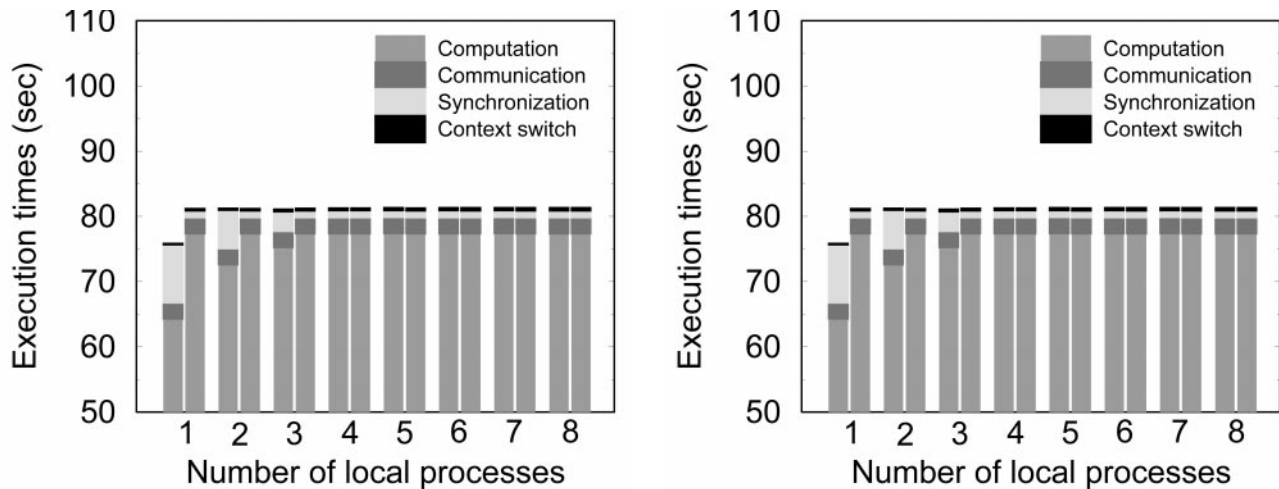 110
100
90
80
70
60
50
Execution times (sec)
Computation
Communication
Synchronization
Context switch
1 2 3 4 5 6 7 8
Number of local processes
110
100
90
80
70
60
50
Execution times (sec)
Computation
Communication
Synchronization
Context switch
1 2 3 4 5 6 7 8
Number of local processes